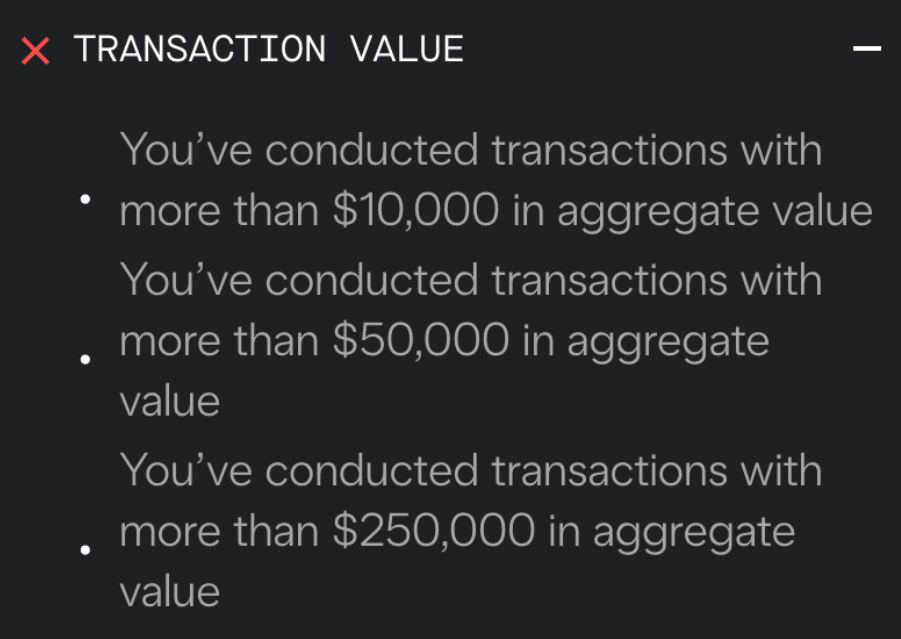 TRANSACTION VALUE
You’ve conducted transactions with
more than $10,000 in aggregate value
You’ve conducted transactions with
more than $50,000 in aggregate
value
You’ve conducted transactions with
more than $250,000 in aggregate
value